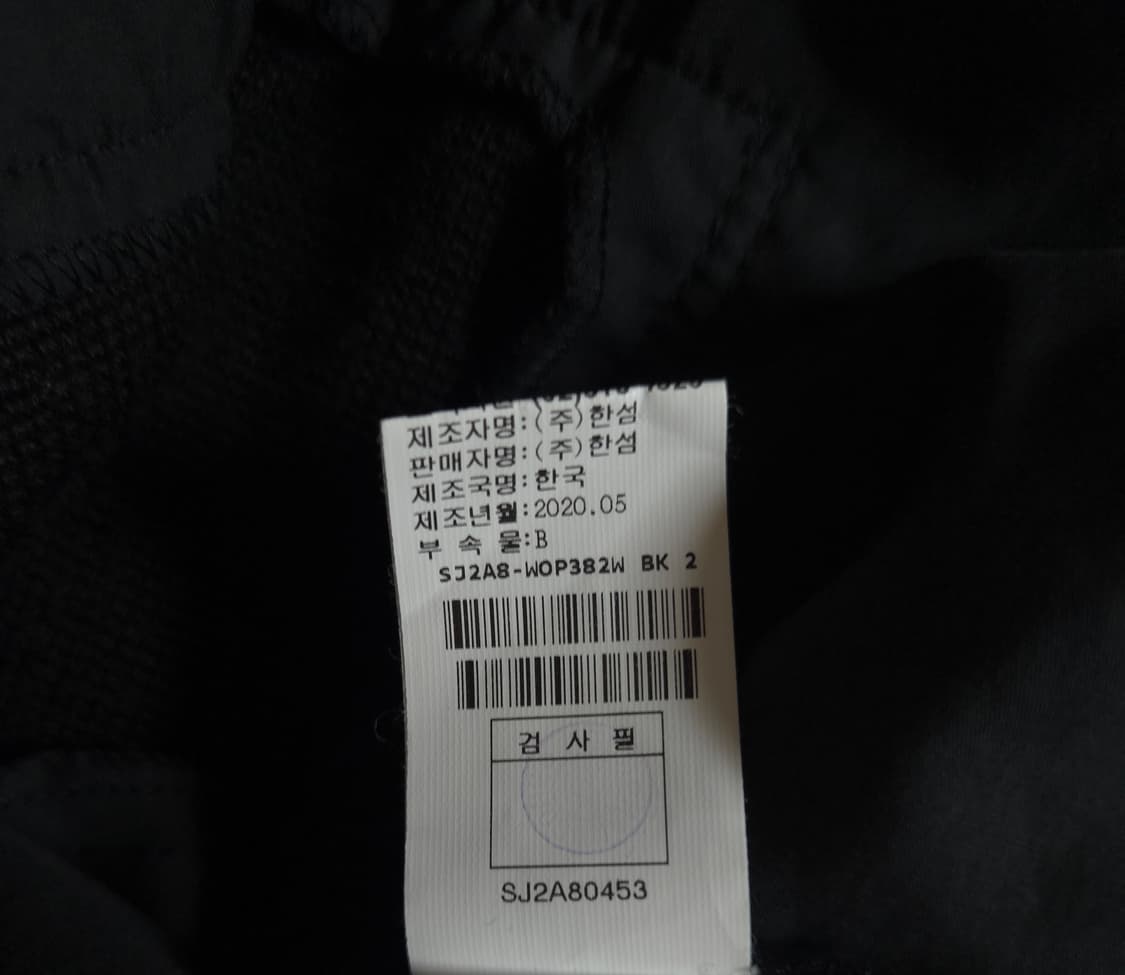 제조자명:(주)한섬
판매자명:(주)한섬
제조국명:한국
제조년월:2020.05
부 속 물:B
SJ2A8-WOP382W BK 2
검 사 필
SJ2A80453